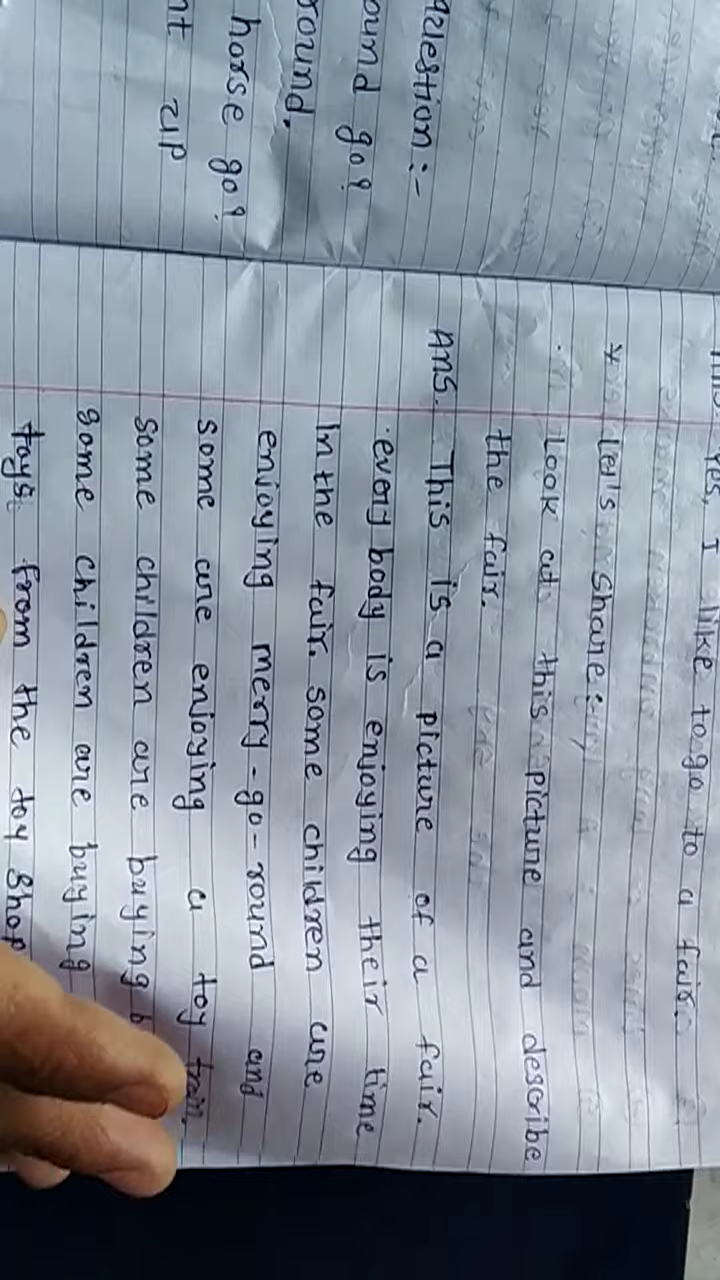 question :-
ound go?
round.
horse go?
nt up
Yes, I like to go to a fair.
* Let's share :
Look at this picture and describe
the fair.
Ans. This is a picture of a fair.
every body is enjoying their time
In the fair. some children are
enjoying merry-go-round and
some are enjoying a toy train.
Some children are buying b
some children are buying
toys from the toy shop